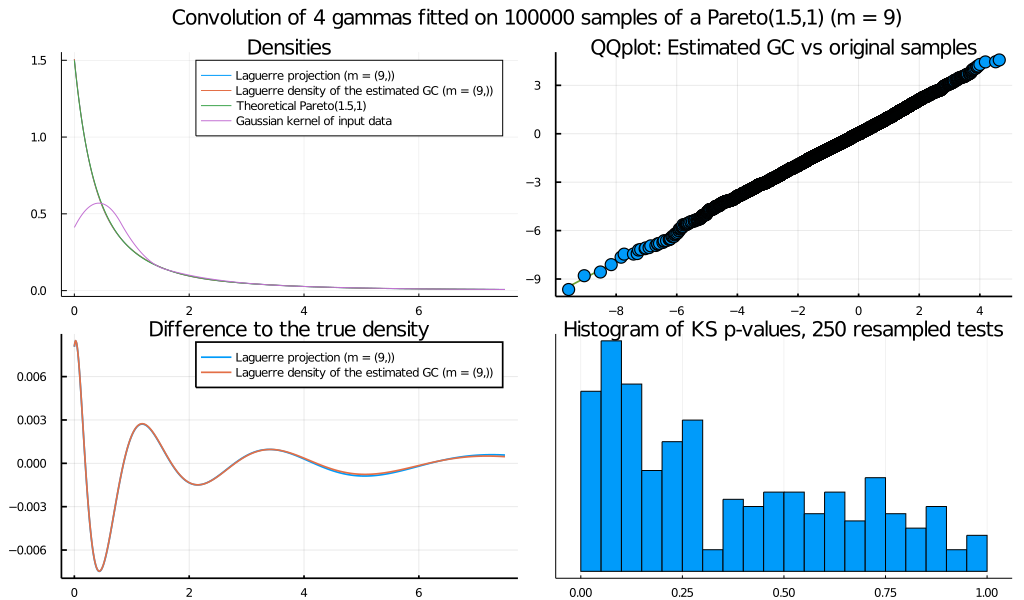 Convolution of 4 gammas fitted on 100000 samples of a Pareto(1.5,1) (m = 9)
Densities
1.5
1.0
0.5
0.0
Laguerre projection (m = (9,))
Laguerre density of the estimated GC (m = (9,))
Theoretical Pareto(1.5,1)
Gaussian kernel of input data
0 2 4 6
QQplot: Estimated GC vs original samples
3
0
−3
−6
−9
−8 −6 −4 −2 0 2 4
Difference to the true density
0.006
0.003
0.000
−0.003
−0.006
Laguerre projection (m = (9,))
Laguerre density of the estimated GC (m = (9,))
0 2 4 6
Histogram of KS p-values, 250 resampled tests
0.00 0.25 0.50 0.75 1.00